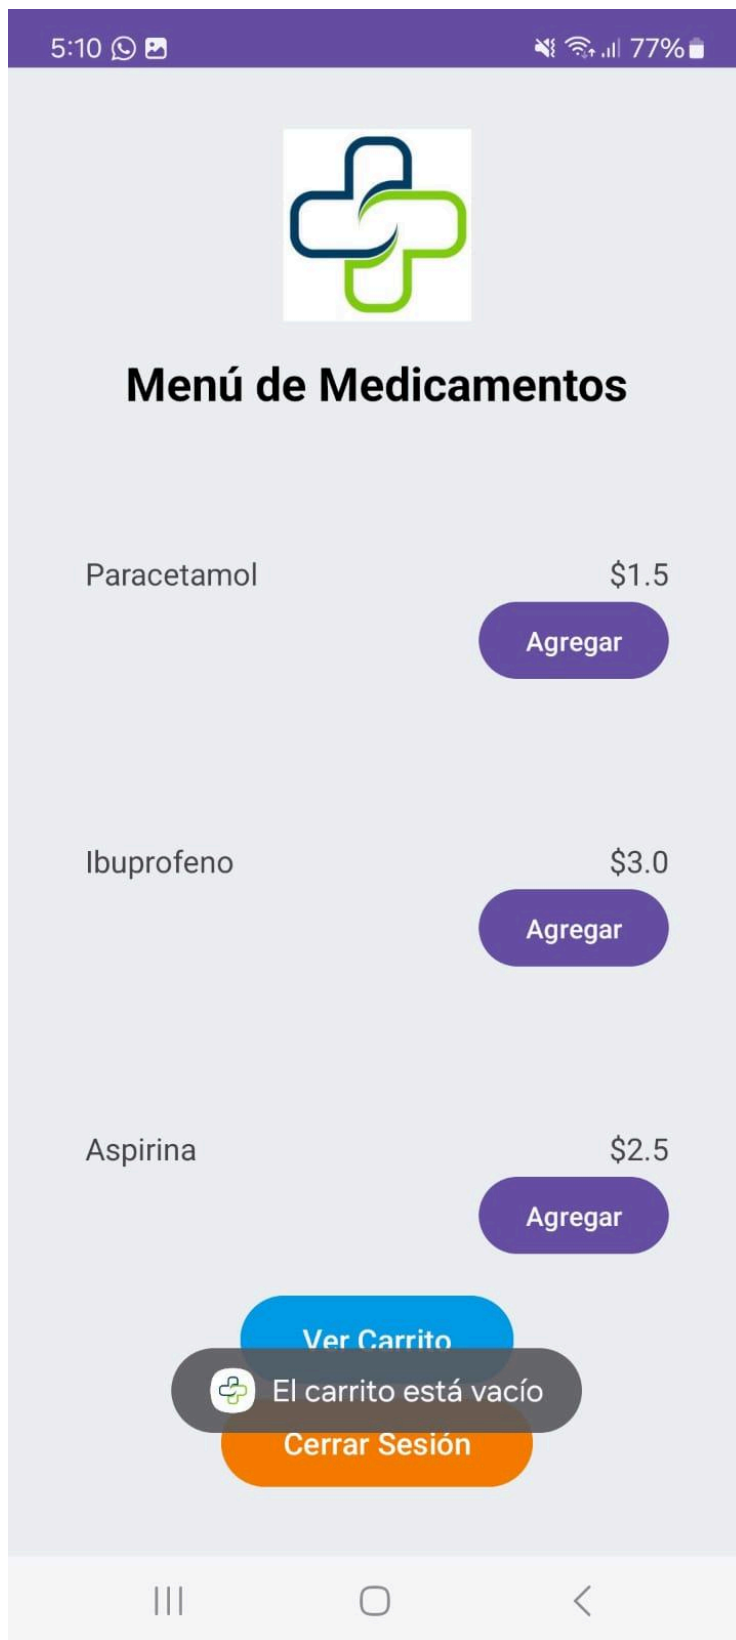 5:10 77%
Menú de Medicamentos
Paracetamol $1.5
Agregar
Ibuprofeno $3.0
Agregar
Aspirina $2.5
Agregar
Ver Carrito
El carrito está vacío
Cerrar Sesión